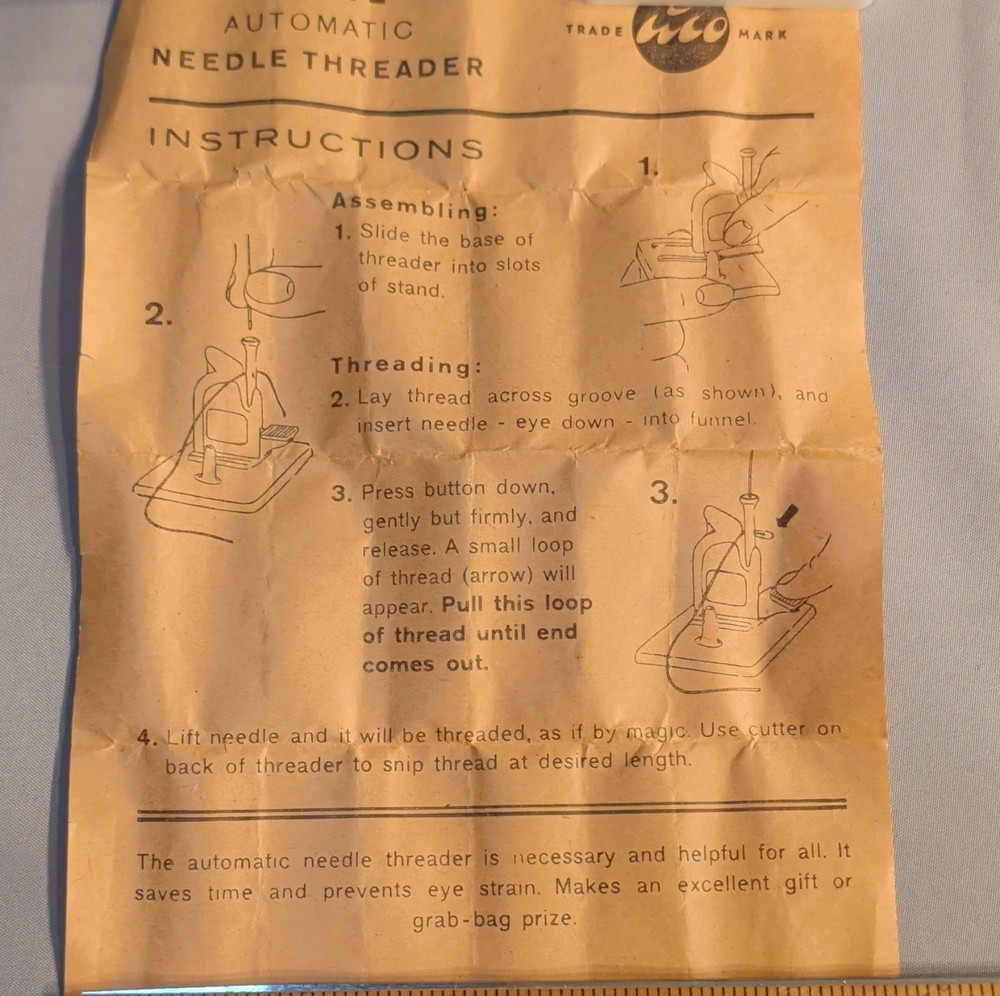 AUTOMATIC
NEEDLE THREADER
TRADE
MARK
INSTRUCTIONS
1.
Assembling:
1. Slide the base of
threader into slots
of stand.
2.
Threading:
2. Lay thread across groove (as shown), and
insert needle - eye down - into funnel.
3. Press button down,
gently but firmly, and
release. A small loop
of thread (arrow) will
appear. Pull this loop
of thread until end
comes out.
3.
4. Lift needle and it will be threaded, as if by magic. Use cutter on
back of threader to snip thread at desired length.
The automatic needle threader is necessary and helpful for all. It
saves time and prevents eye strain. Makes an excellent gift or
grab-bag prize.